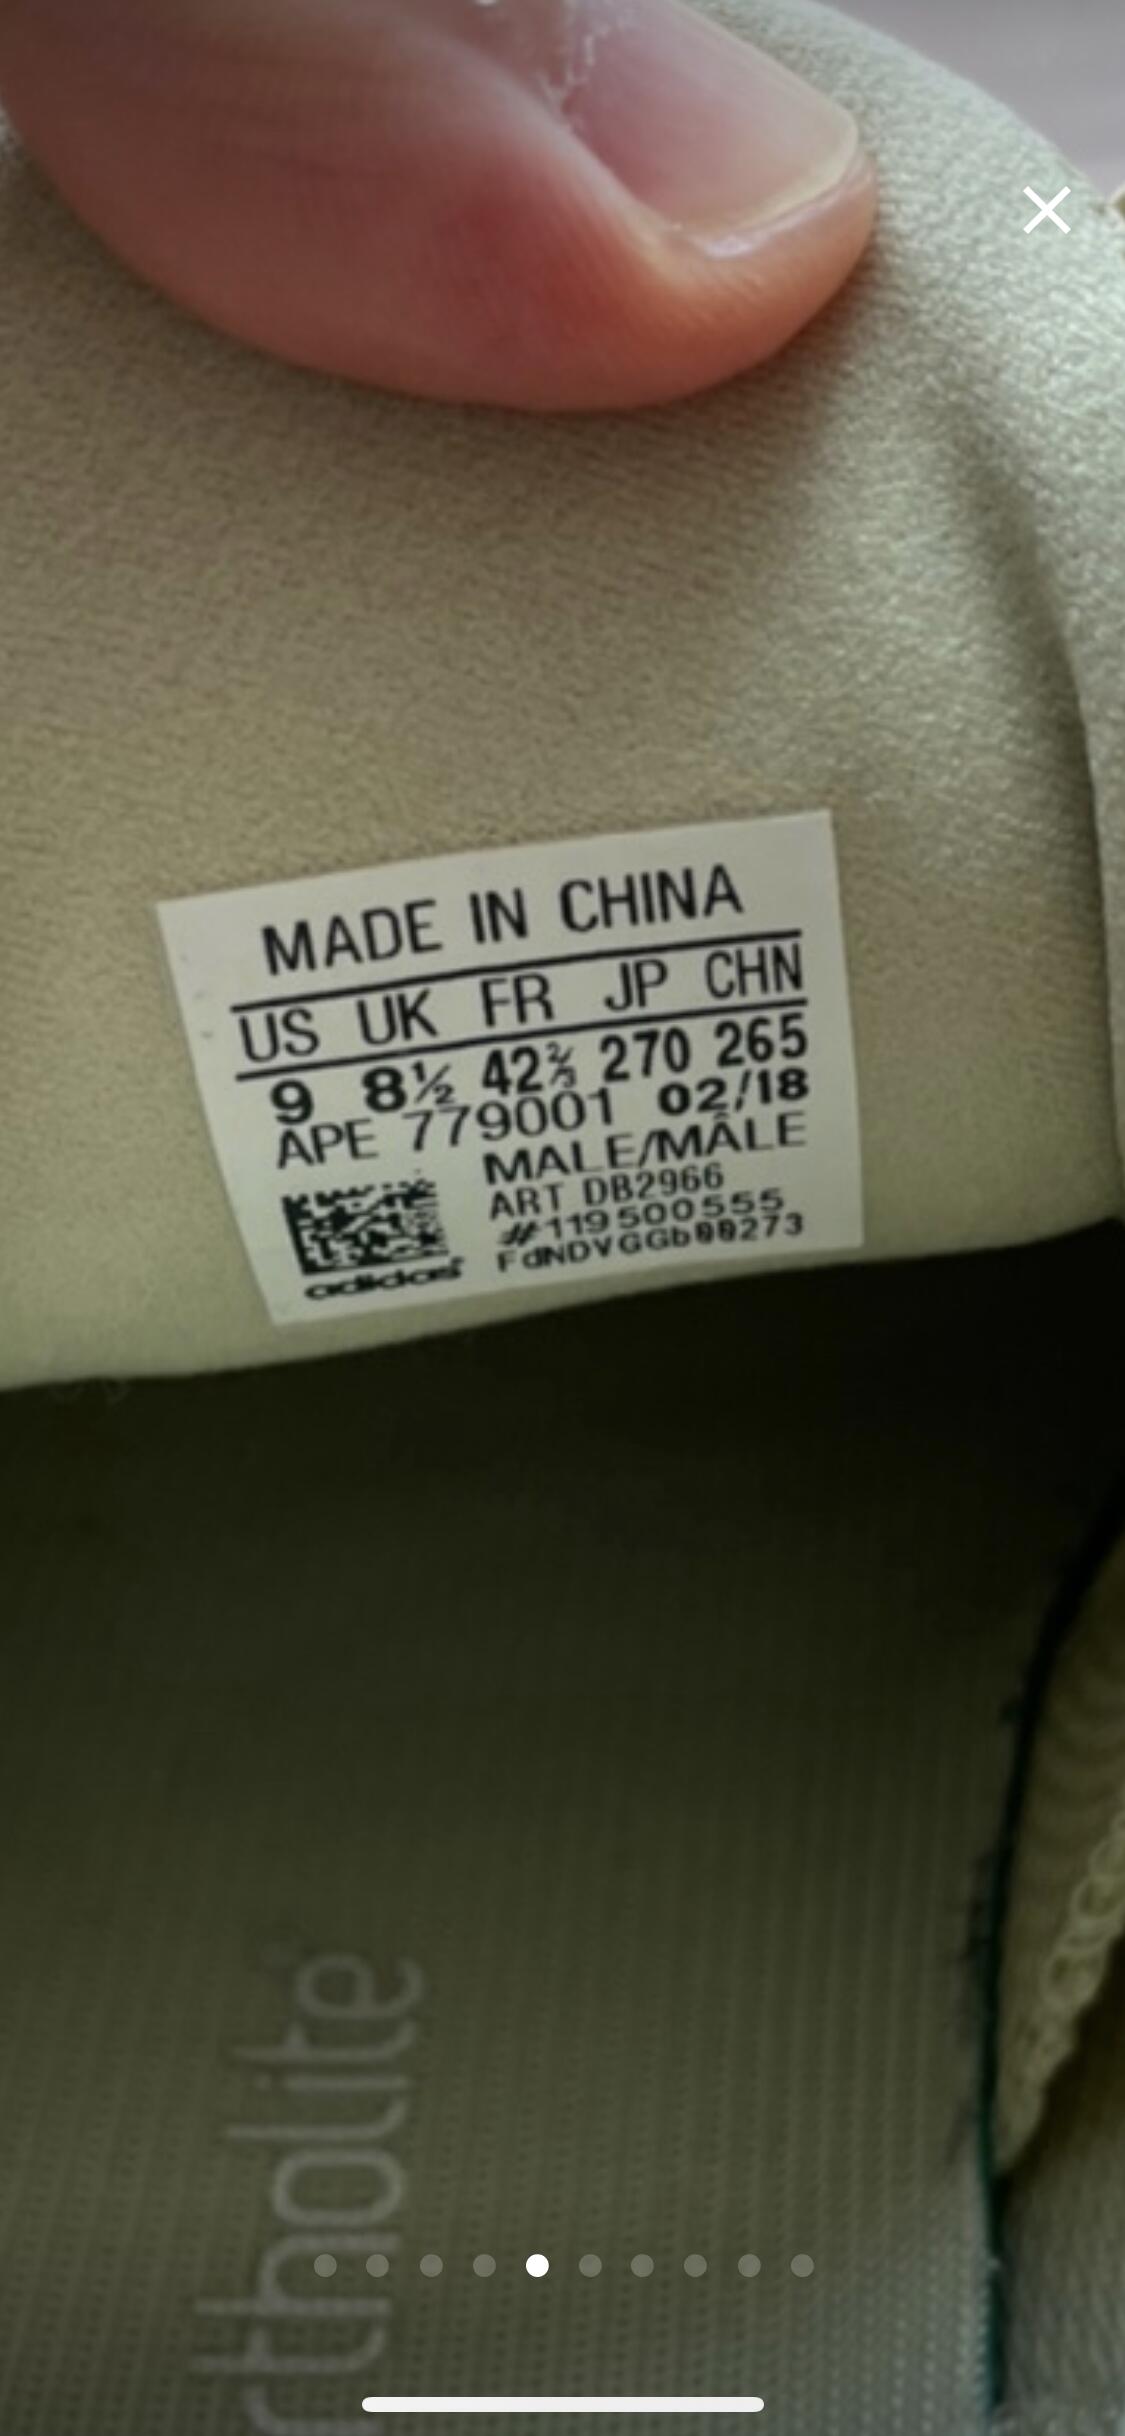 MADE IN CHINA
US UK FR JP CHN
9 8½ 42⅔ 270 265
APE 779001 02/18
MALE/MÂLE
ART DB2966
#119500555
FdNDVGGb00273
adidas
rtholite